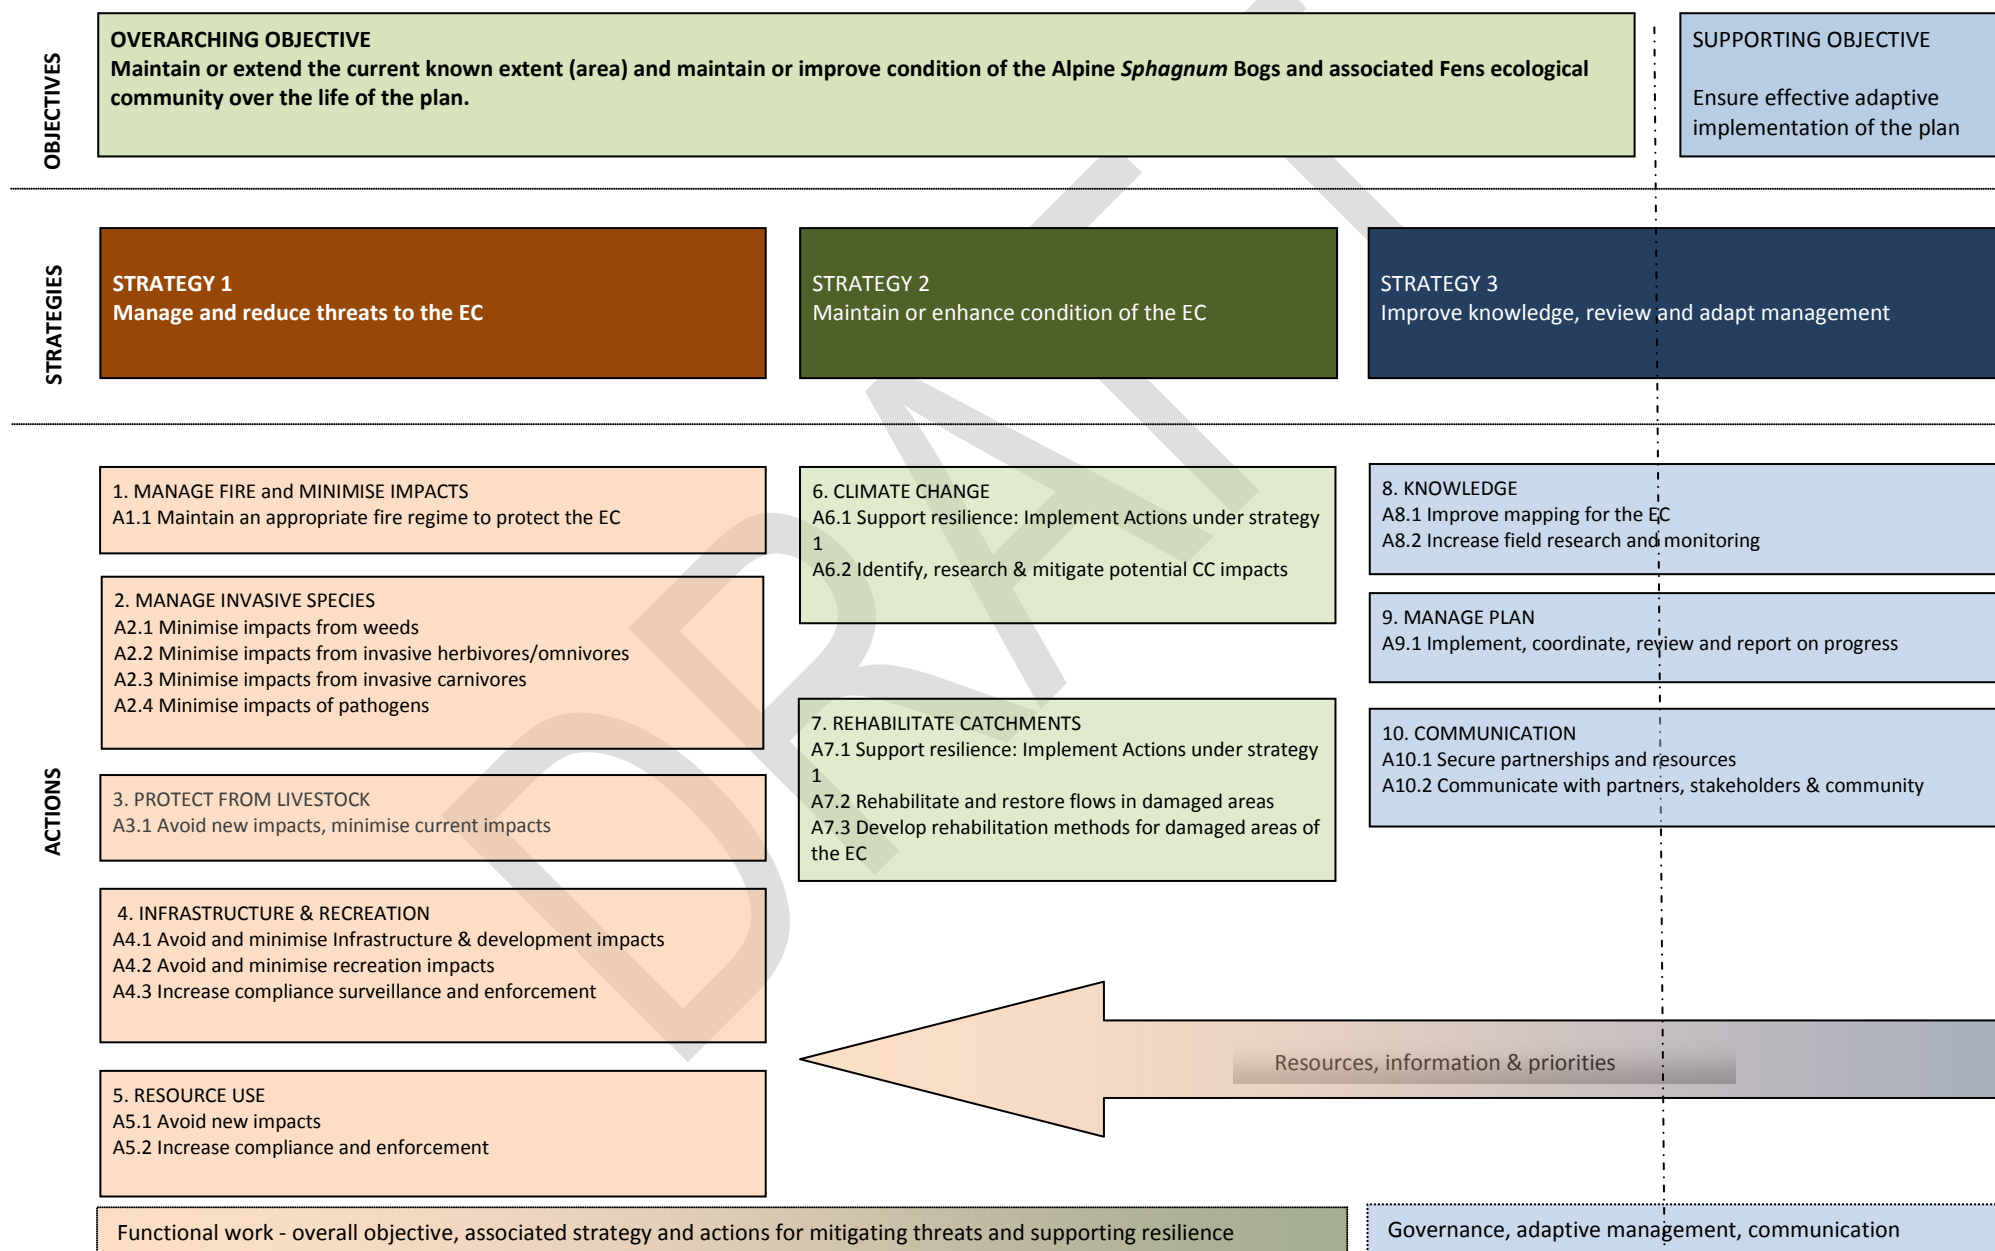 OBJECTIVES
OVERARCHING OBJECTIVE
Maintain or extend the current known extent (area) and maintain or improve condition of the Alpine Sphagnum Bogs and associated Fens ecological
community over the life of the plan.
SUPPORTING OBJECTIVE
Ensure effective adaptive
implementation of the plan
STRATEGIES
STRATEGY 1
Manage and reduce threats to the EC
STRATEGY 2
Maintain or enhance condition of the EC
STRATEGY 3
Improve knowledge, review and adapt management
ACTIONS
1. MANAGE FIRE and MINIMISE IMPACTS
A1.1 Maintain an appropriate fire regime to protect the EC
2. MANAGE INVASIVE SPECIES
A2.1 Minimise impacts from weeds
A2.2 Minimise impacts from invasive herbivores/omnivores
A2.3 Minimise impacts from invasive carnivores
A2.4 Minimise impacts of pathogens
3. PROTECT FROM LIVESTOCK
A3.1 Avoid new impacts, minimise current impacts
4. INFRASTRUCTURE & RECREATION
A4.1 Avoid and minimise Infrastructure & development impacts
A4.2 Avoid and minimise recreation impacts
A4.3 Increase compliance surveillance and enforcement
5. RESOURCE USE
A5.1 Avoid new impacts
A5.2 Increase compliance and enforcement
6. CLIMATE CHANGE
A6.1 Support resilience: Implement Actions under strategy
1
A6.2 Identify, research & mitigate potential CC impacts
7. REHABILITATE CATCHMENTS
A7.1 Support resilience: Implement Actions under strategy
1
A7.2 Rehabilitate and restore flows in damaged areas
A7.3 Develop rehabilitation methods for damaged areas of
the EC
8. KNOWLEDGE
A8.1 Improve mapping for the EC
A8.2 Increase field research and monitoring
9. MANAGE PLAN
A9.1 Implement, coordinate, review and report on progress
10. COMMUNICATION
A10.1 Secure partnerships and resources
A10.2 Communicate with partners, stakeholders & community
Resources, information & priorities
Functional work - overall objective, associated strategy and actions for mitigating threats and supporting resilience
Governance, adaptive management, communication
DRAFT